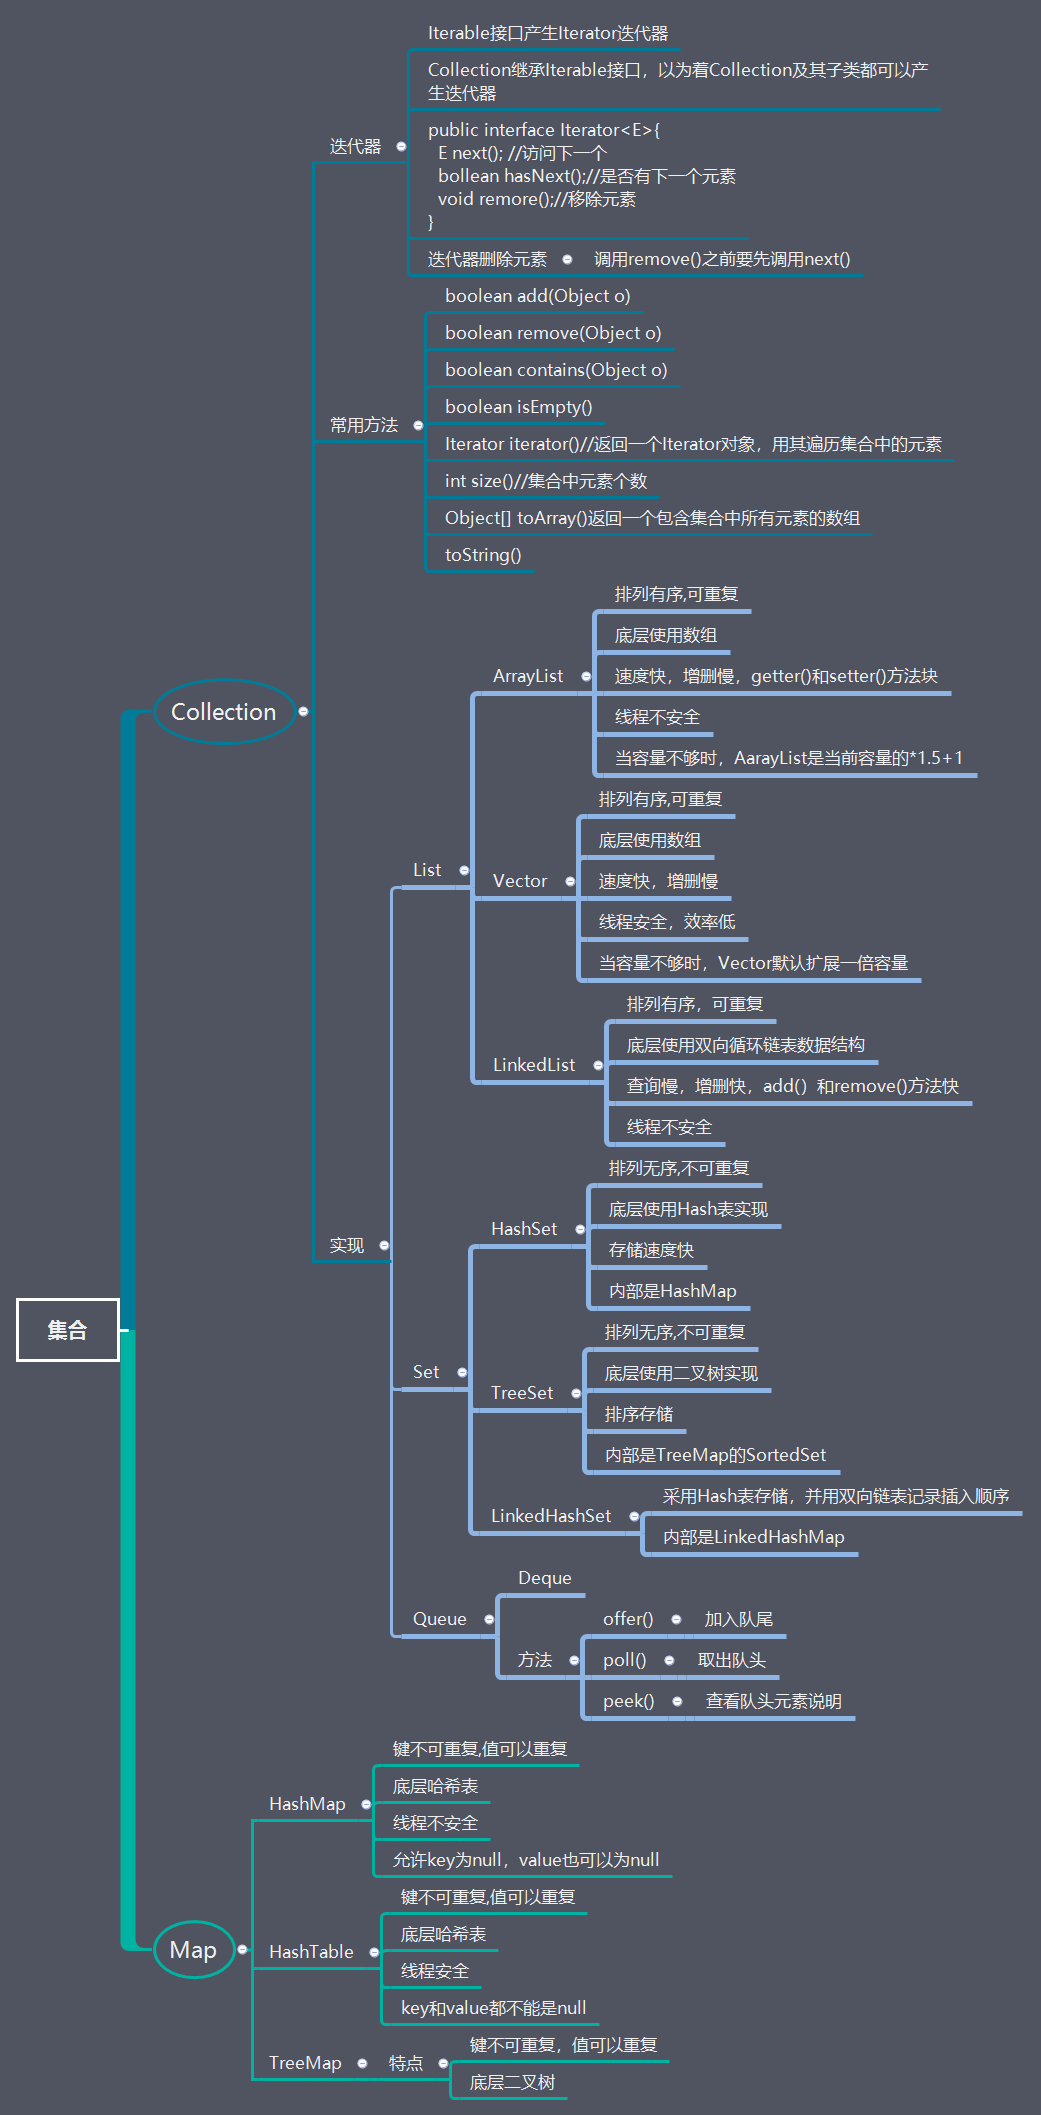 集合
Collection
迭代器
Iterable接口产生Iterator迭代器
Collection继承Iterable接口，以为着Collection及其子类都可以产
生迭代器
public interface Iterator<E>{
E next(); //访问下一个
bollean hasNext();//是否有下一个元素
void remore();//移除元素
}
迭代器删除元素
调用remove()之前要先调用next()
常用方法
boolean add(Object o)
boolean remove(Object o)
boolean contains(Object o)
boolean isEmpty()
Iterator iterator()//返回一个Iterator对象，用其遍历集合中的元素
int size()//集合中元素个数
Object[] toArray()返回一个包含集合中所有元素的数组
toString()
实现
List
ArrayList
排列有序,可重复
底层使用数组
速度快，增删慢，getter()和setter()方法块
线程不安全
当容量不够时，AarayList是当前容量的*1.5+1
Vector
排列有序,可重复
底层使用数组
速度快，增删慢
线程安全，效率低
当容量不够时，Vector默认扩展一倍容量
LinkedList
排列有序，可重复
底层使用双向循环链表数据结构
查询慢，增删快，add()）和remove()方法快
线程不安全
Set
HashSet
排列无序,不可重复
底层使用Hash表实现
存储速度快
内部是HashMap
TreeSet
排列无序,不可重复
底层使用二叉树实现
排序存储
内部是TreeMap的SortedSet
LinkedHashSet
采用Hash表存储，并用双向链表记录插入顺序
内部是LinkedHashMap
Queue
Deque
方法
offer()
加入队尾
poll()
取出队头
peek()
查看队头元素说明
Map
HashMap
键不可重复,值可以重复
底层哈希表
线程不安全
允许key为null，value也可以为null
HashTable
键不可重复,值可以重复
底层哈希表
线程安全
key和value都不能是null
TreeMap
特点
键不可重复，值可以重复
底层二叉树